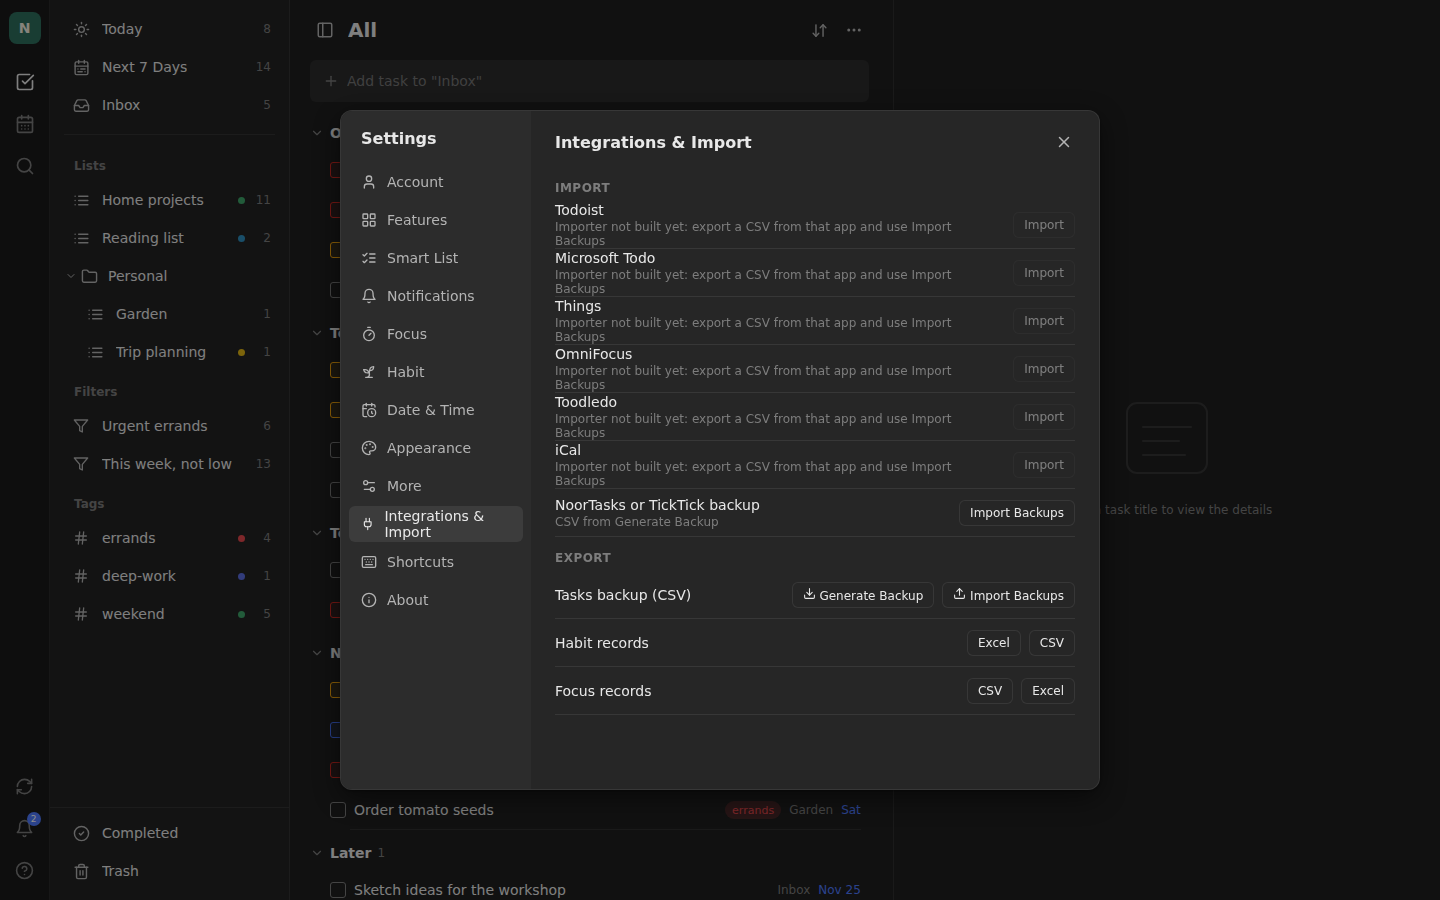 N
Today 8
Next 7 Days 14
Inbox 5
Lists
Home projects 11
Reading list 2
Personal
Garden 1
Trip planning 1
Filters
Urgent errands 6
This week, not low 13
Tags
errands 4
deep-work 1
weekend 5
2
Completed
Trash
All
Add task to "Inbox"
Settings
Account
Features
Smart List
Notifications
Focus
Habit
Date & Time
Appearance
More
Integrations &
Import
Shortcuts
About
Integrations & Import
IMPORT
Todoist
Importer not built yet: export a CSV from that app and use Import
Backups
Import
Microsoft Todo
Importer not built yet: export a CSV from that app and use Import
Backups
Import
Things
Importer not built yet: export a CSV from that app and use Import
Backups
Import
OmniFocus
Importer not built yet: export a CSV from that app and use Import
Backups
Import
Toodledo
Importer not built yet: export a CSV from that app and use Import
Backups
Import
iCal
Importer not built yet: export a CSV from that app and use Import
Backups
Import
NoorTasks or TickTick backup
CSV from Generate Backup
Import Backups
EXPORT
Tasks backup (CSV) Generate Backup Import Backups
Habit records Excel CSV
Focus records CSV Excel
Order tomato seeds errands Garden Sat
Later 1
Sketch ideas for the workshop Inbox Nov 25
task title to view the details